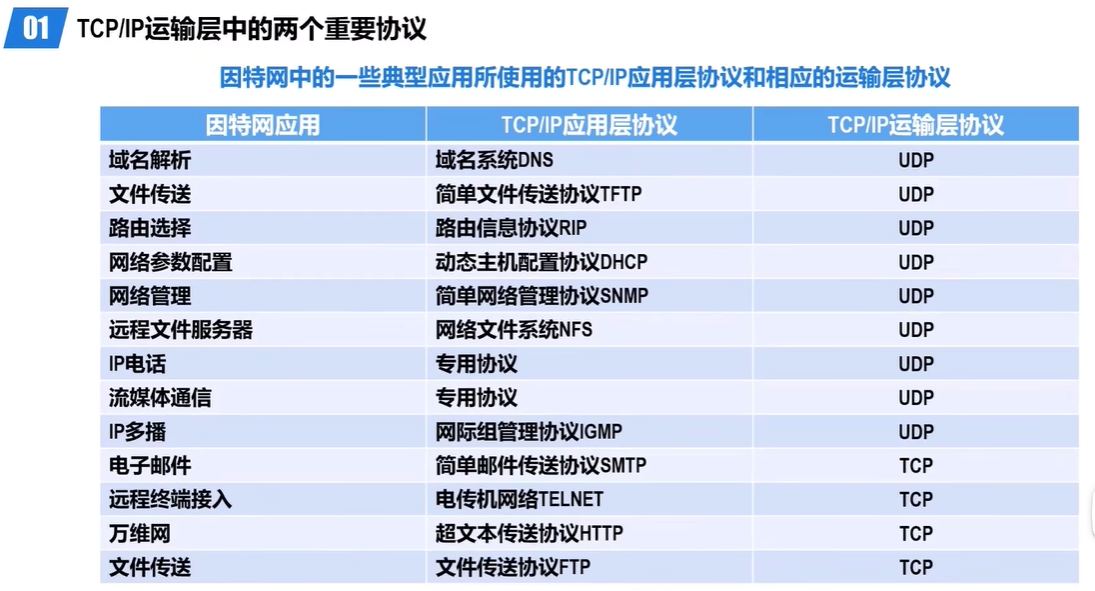 01 TCP/IP运输层中的两个重要协议
因特网中的一些典型应用所使用的TCP/IP应用层协议和相应的运输层协议
因特网应用 TCP/IP应用层协议 TCP/IP运输层协议
域名解析 域名系统DNS UDP
文件传送 简单文件传送协议TFTP UDP
路由选择 路由信息协议RIP UDP
网络参数配置 动态主机配置协议DHCP UDP
网络管理 简单网络管理协议SNMP UDP
远程文件服务器 网络文件系统NFS UDP
IP电话 专用协议 UDP
流媒体通信 专用协议 UDP
IP多播 网际组管理协议IGMP UDP
电子邮件 简单邮件传送协议SMTP TCP
远程终端接入 电传机网络TELNET TCP
万维网 超文本传送协议HTTP TCP
文件传送 文件传送协议FTP TCP